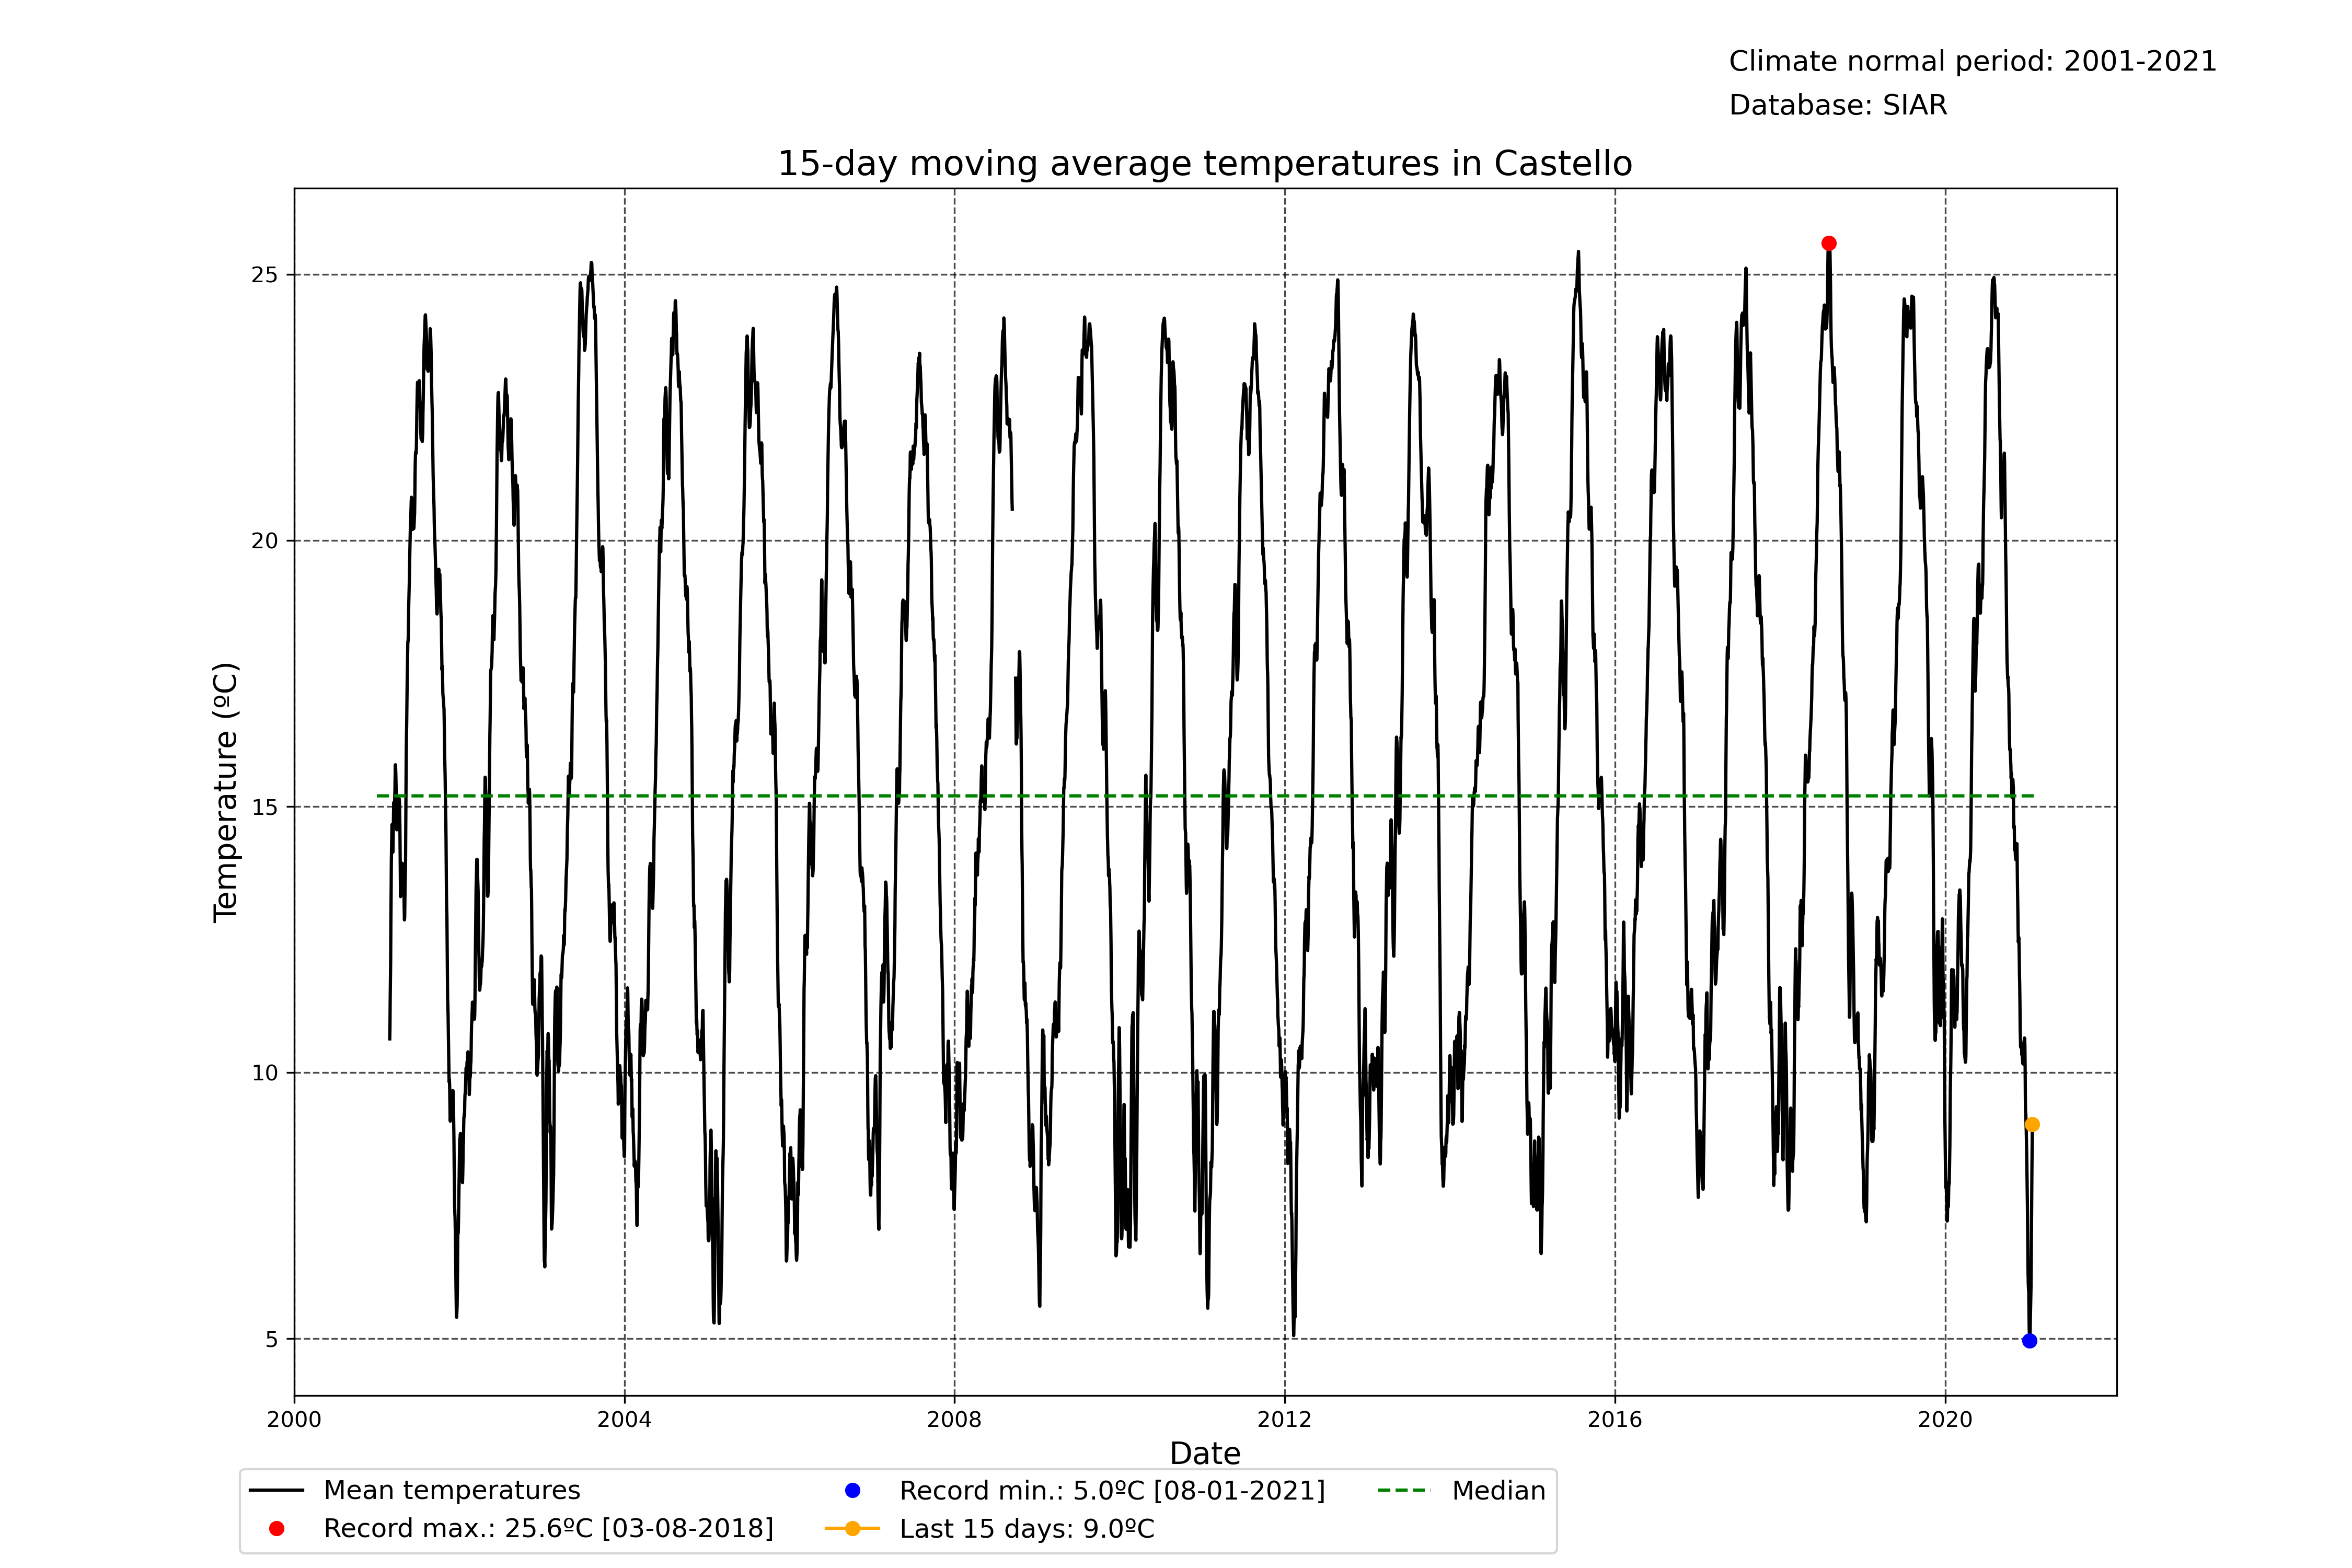 Climate normal period: 2001-2021
Database: SIAR
15-day moving average temperatures in Castello
Temperature (ºC)
25
20
15
10
5
2000
2004
2008
2012
2016
2020
Date
Mean temperatures
Record max.: 25.6ºC [03-08-2018]
Record min.: 5.0ºC [08-01-2021]
Last 15 days: 9.0ºC
Median